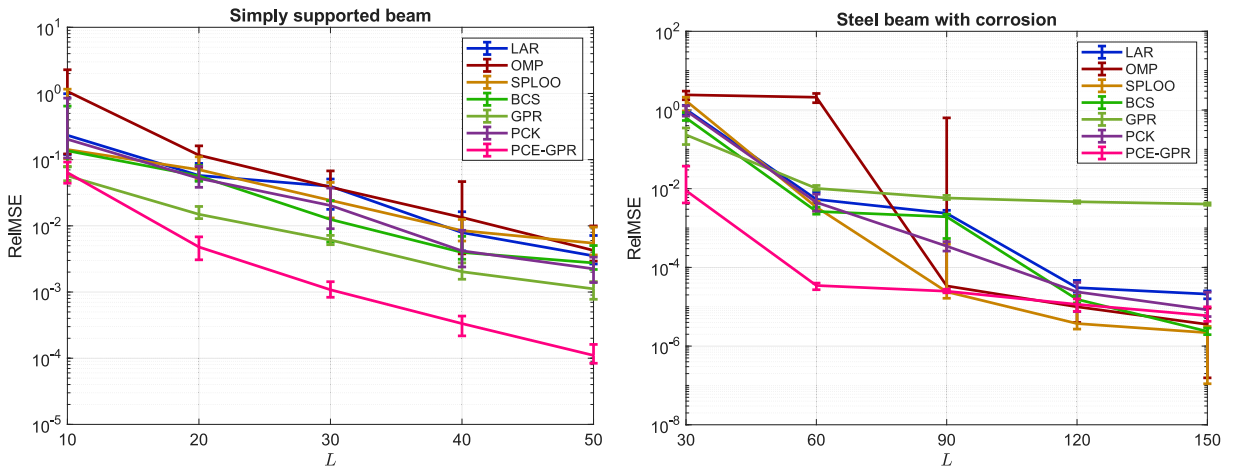 Simply supported beam
10^1
10^0
10^-1
10^-2
10^-3
10^-4
10^-5
RelMSE
10 20 30 40 50
L
LAR
OMP
SPLOO
BCS
GPR
PCK
PCE-GPR
Steel beam with corrosion
10^2
10^0
10^-2
10^-4
10^-6
10^-8
RelMSE
30 60 90 120 150
L
LAR
OMP
SPLOO
BCS
GPR
PCK
PCE-GPR